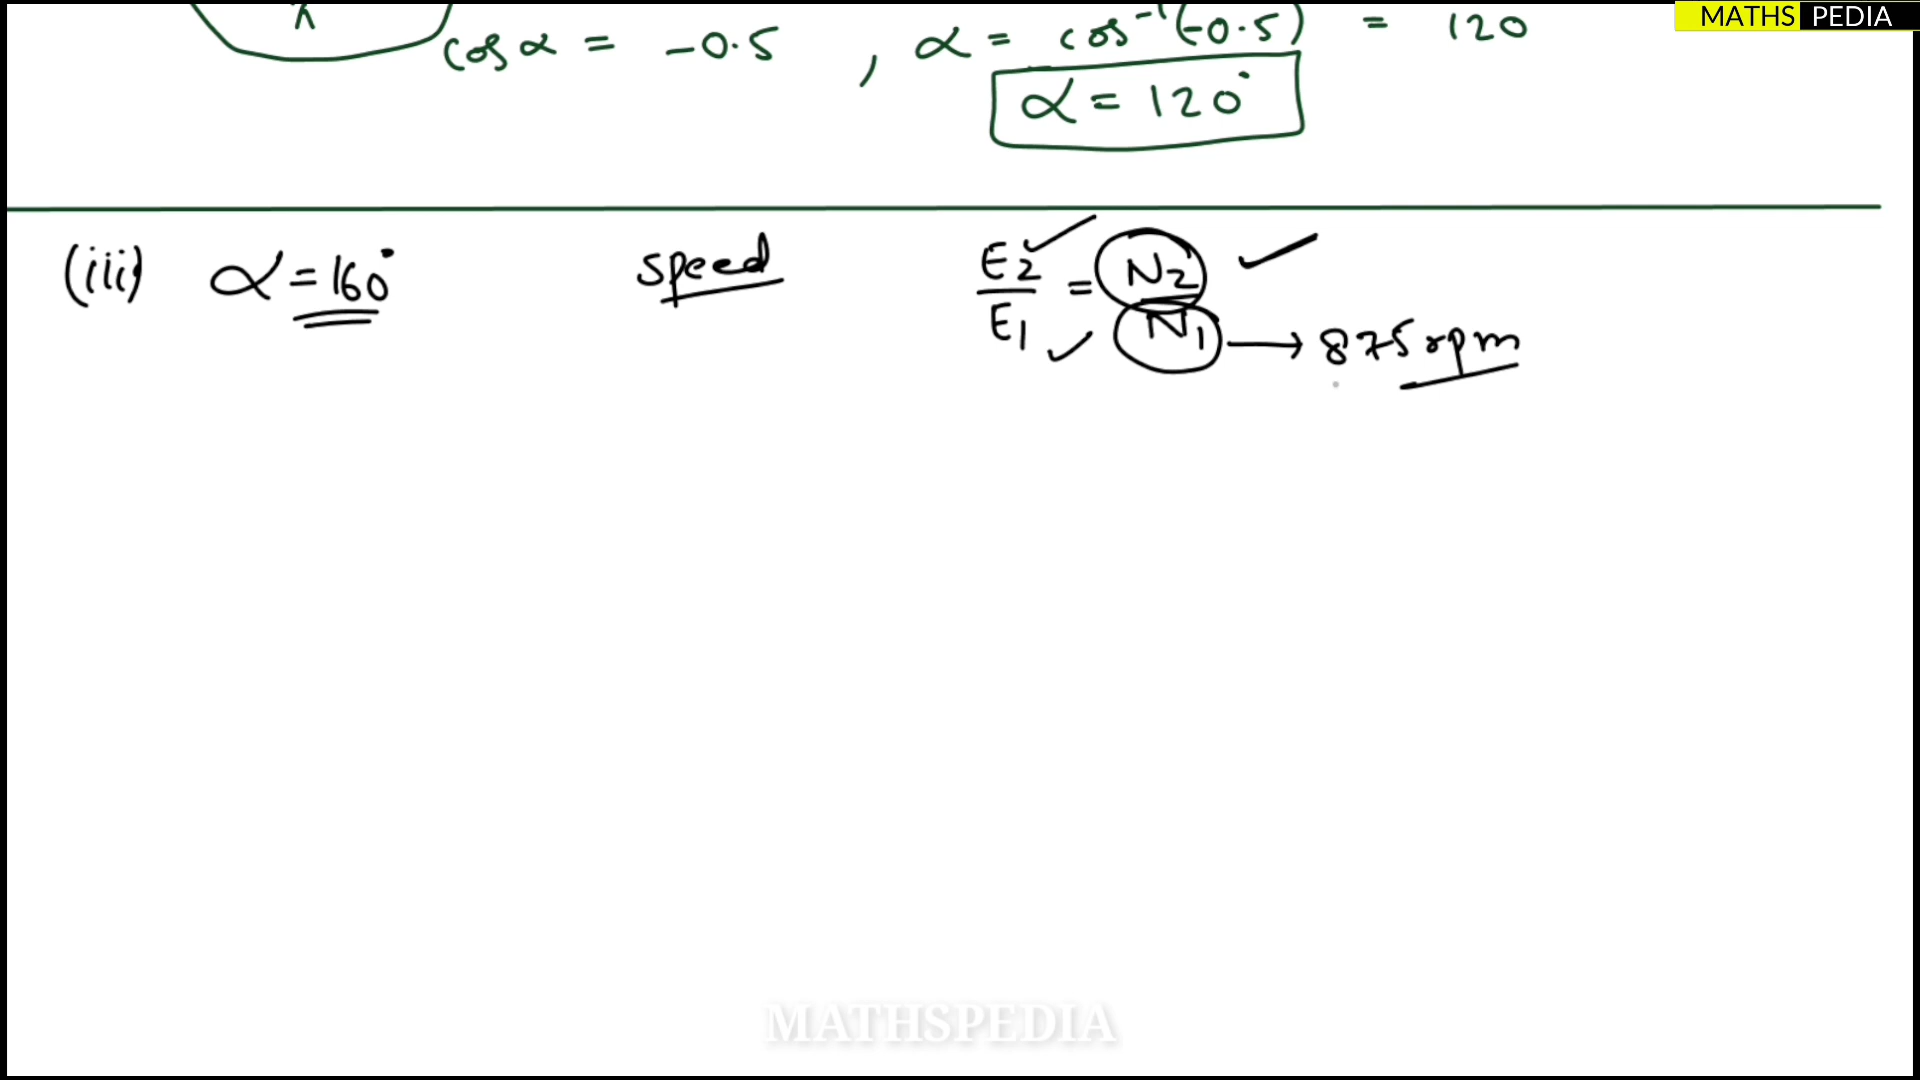 MATHS PEDIA
cos α = -0.5 , α = cos⁻¹(-0.5) = 120
α = 120°
(iii) α = 160° speed E2/E1 = N2/N1 → 875 rpm
MATHSPEDIA